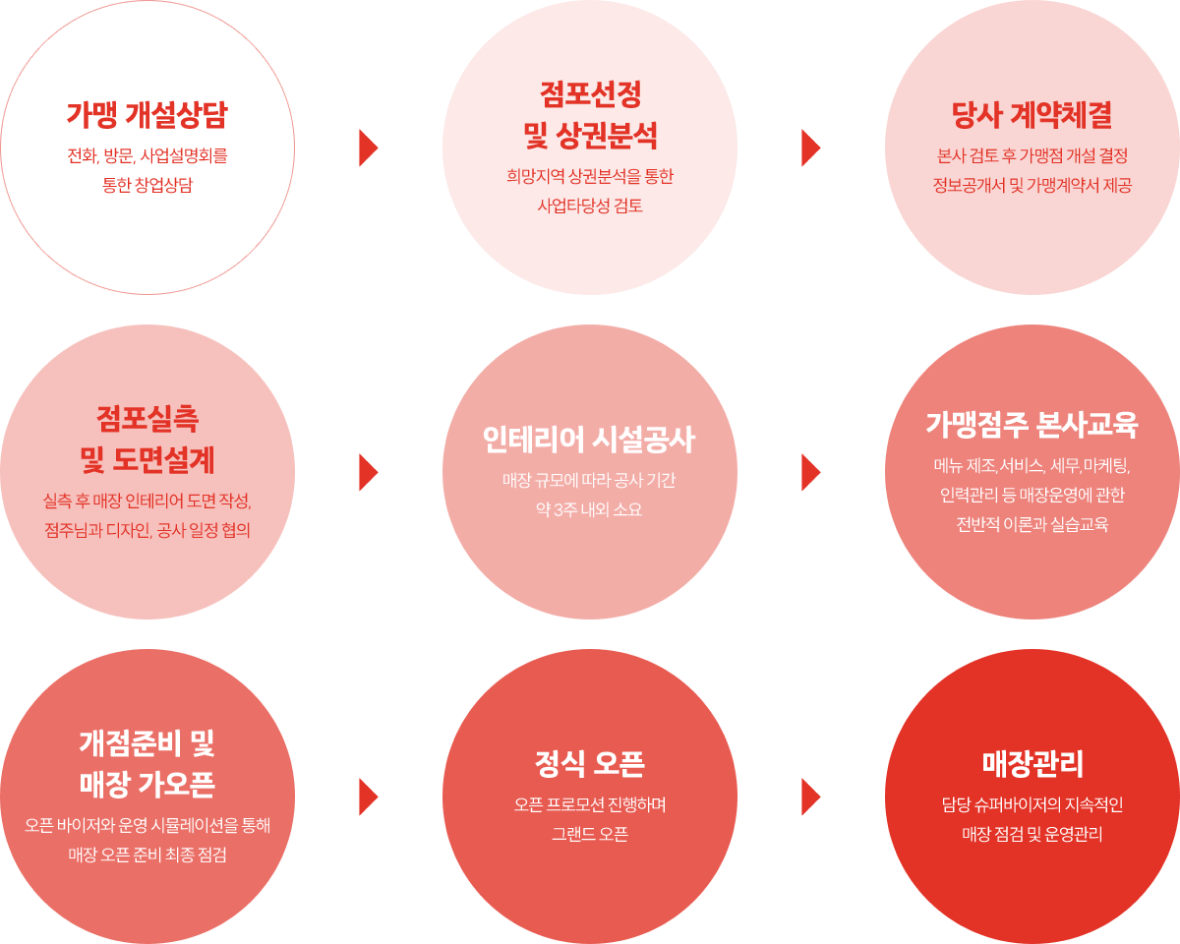 가맹 개설상담
전화, 방문, 사업설명회를
통한 창업상담
점포선정
및 상권분석
희망지역 상권분석을 통한
사업타당성 검토
당사 계약체결
본사 검토 후 가맹점 개설 결정
정보공개서 및 가맹계약서 제공
점포실측
및 도면설계
실측 후 매장 인테리어 도면 작성,
점주님과 디자인, 공사 일정 협의
인테리어 시설공사
매장 규모에 따라 공사 기간
약 3주 내외 소요
가맹점주 본사교육
메뉴 제조,서비스, 세무,마케팅,
인력관리 등 매장운영에 관한
전반적 이론과 실습교육
개점준비 및
매장 가오픈
오픈 바이저와 운영 시뮬레이션을 통해
매장 오픈 준비 최종 점검
정식 오픈
오픈 프로모션 진행하며
그랜드 오픈
매장관리
담당 슈퍼바이저의 지속적인
매장 점검 및 운영관리